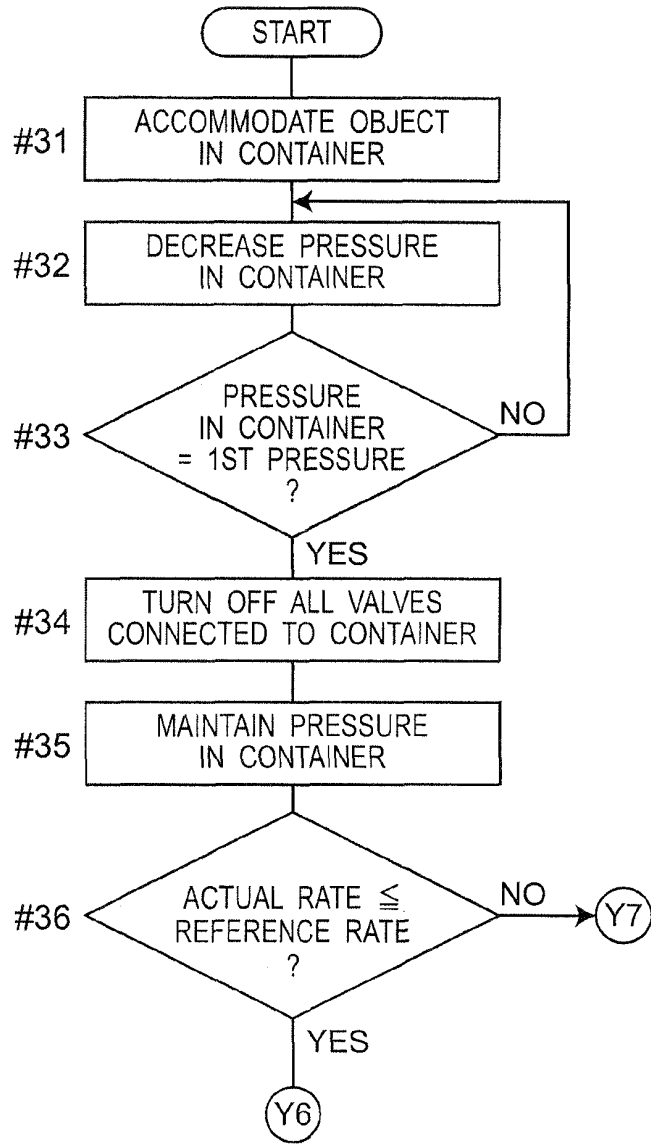 START
#31
ACCOMMODATE OBJECT
IN CONTAINER
#32
DECREASE PRESSURE
IN CONTAINER
#33
PRESSURE
IN CONTAINER
= 1ST PRESSURE
?
NO
YES
#34
TURN OFF ALL VALVES
CONNECTED TO CONTAINER
#35
MAINTAIN PRESSURE
IN CONTAINER
#36
ACTUAL RATE ≦
REFERENCE RATE
?
NO
Y7
YES
Y6